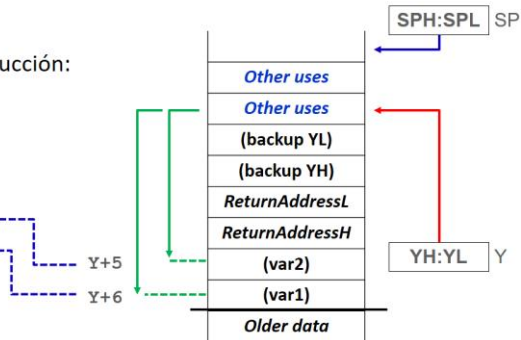 SPH:SPL SP
ucción:
Other uses
Other uses
(backup YL)
(backup YH)
ReturnAddressL
ReturnAddressH
YH:YL Y
Y+5
(var2)
Y+6
(var1)
Older data